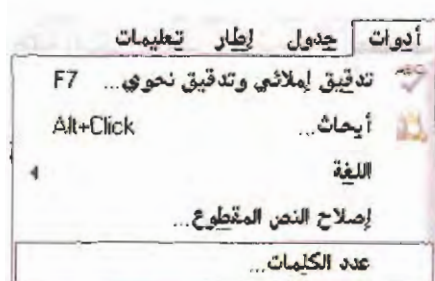 أدوات جدول إطار تعليمات
تدقيق إملائي وتدقيق نحوي... F7
أبحاث... Alt+Click
اللغة
إصلاح النص المقطوع...
عدد الكلمات...